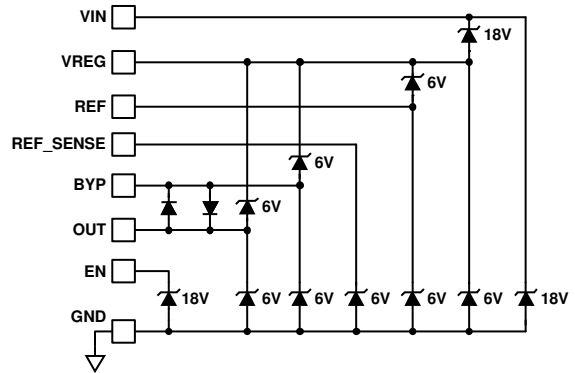 VIN
18V
VREG
6V
REF
REF_SENSE
6V
BYP
6V
OUT
EN
18V 6V 6V 6V 6V 6V 18V
GND